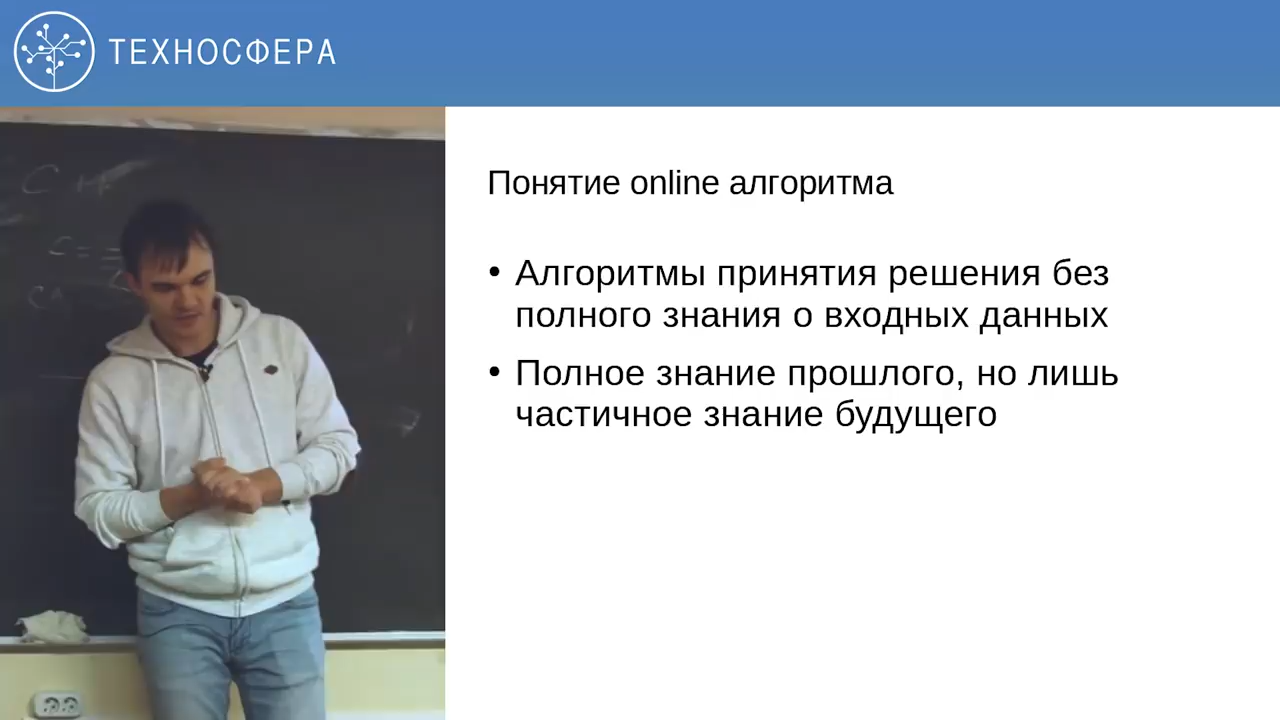 ТЕХНОСФЕРА
Понятие online алгоритма
• Алгоритмы принятия решения без
полного знания о входных данных
• Полное знание прошлого, но лишь
частичное знание будущего